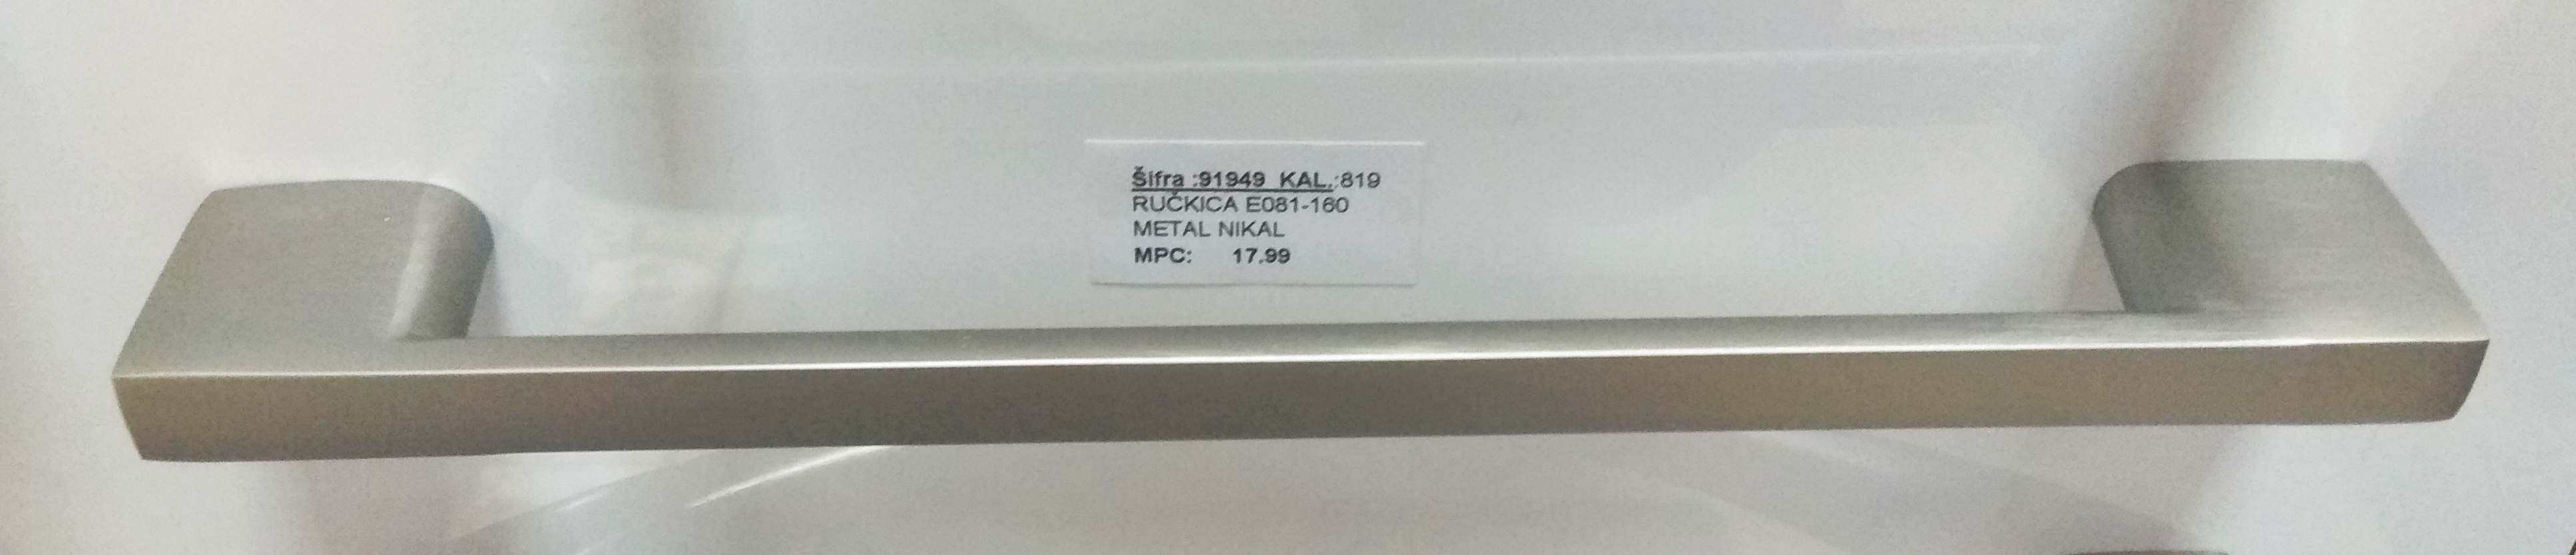 Šifra :91949 KAL.:819
RUČKICA E081-160
METAL NIKAL
MPC: 17.99